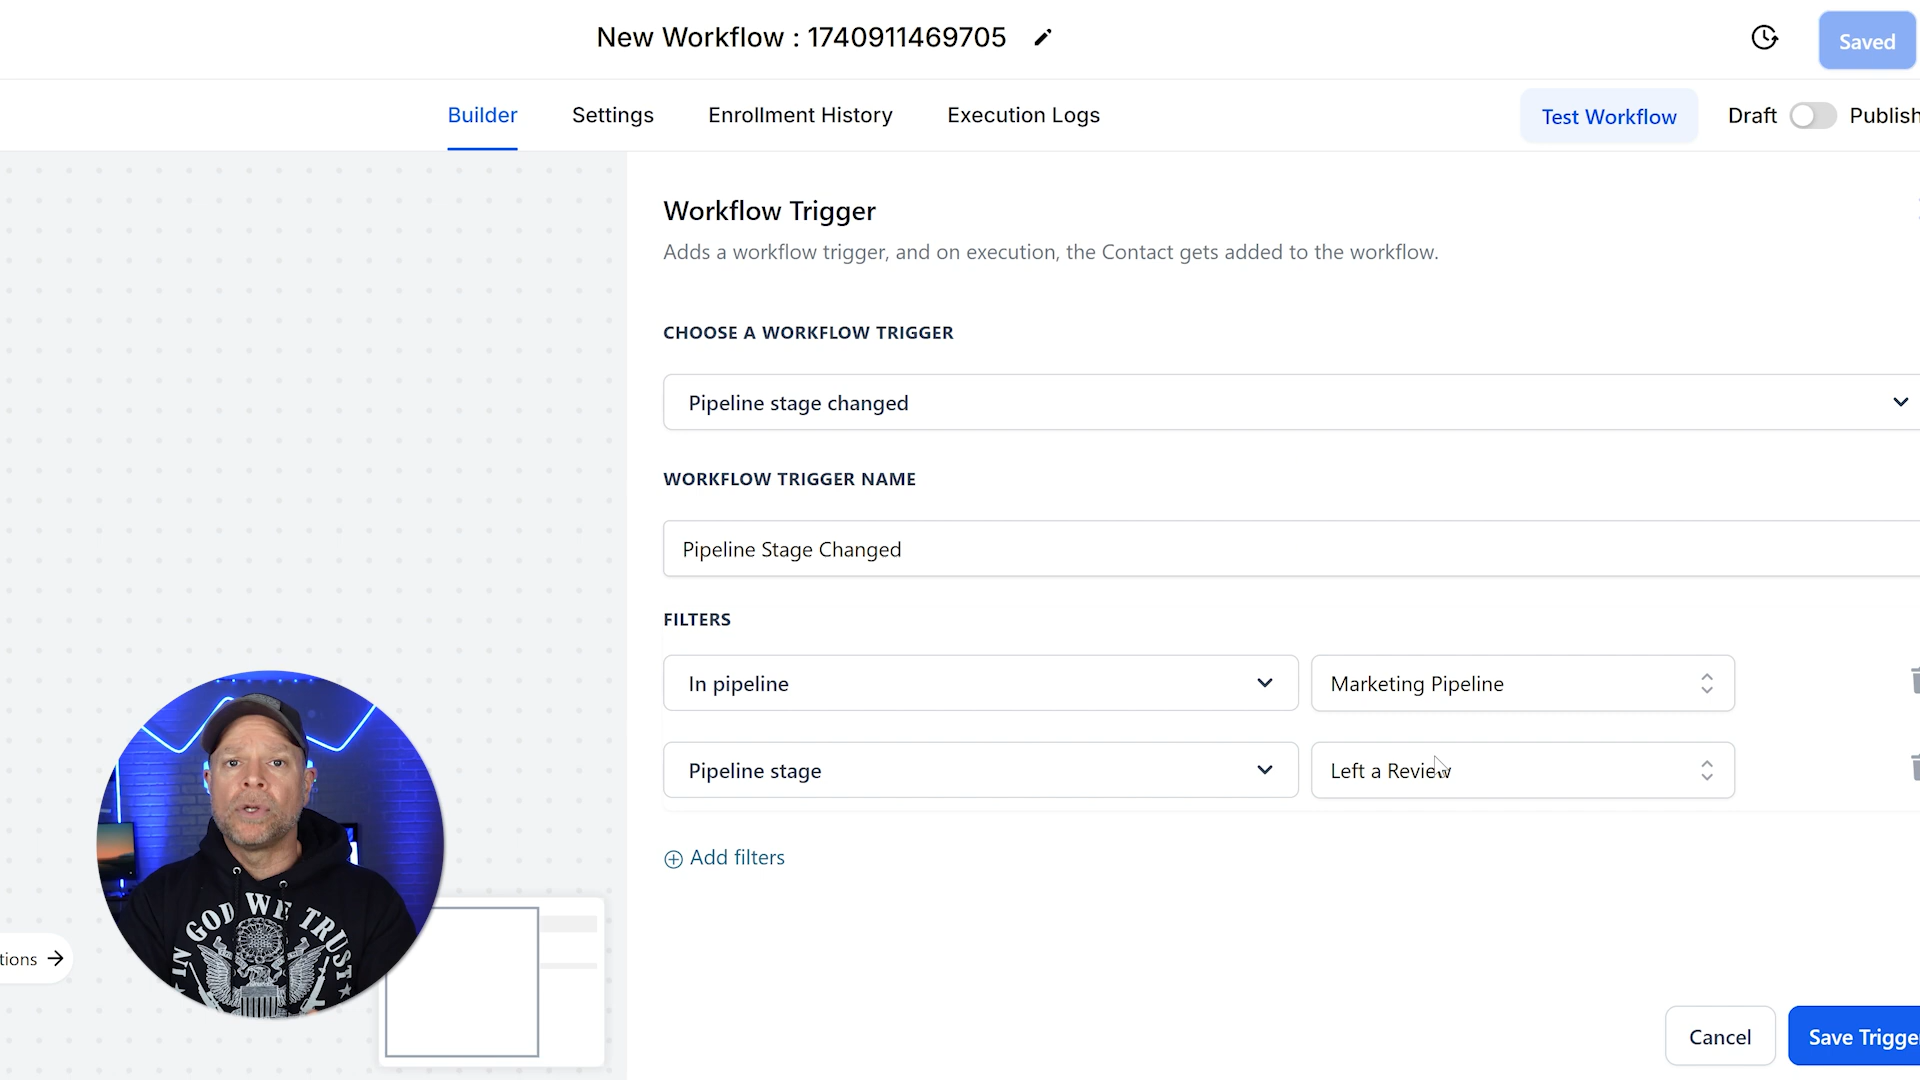 New Workflow : 1740911469705
Saved
Builder
Settings
Enrollment History
Execution Logs
Test Workflow
Draft
Publish
Workflow Trigger
Adds a workflow trigger, and on execution, the Contact gets added to the workflow.
CHOOSE A WORKFLOW TRIGGER
Pipeline stage changed
WORKFLOW TRIGGER NAME
Pipeline Stage Changed
FILTERS
In pipeline
Marketing Pipeline
Pipeline stage
Left a Review
Add filters
tions
IN GOD WE TRUST
Cancel
Save Trigge